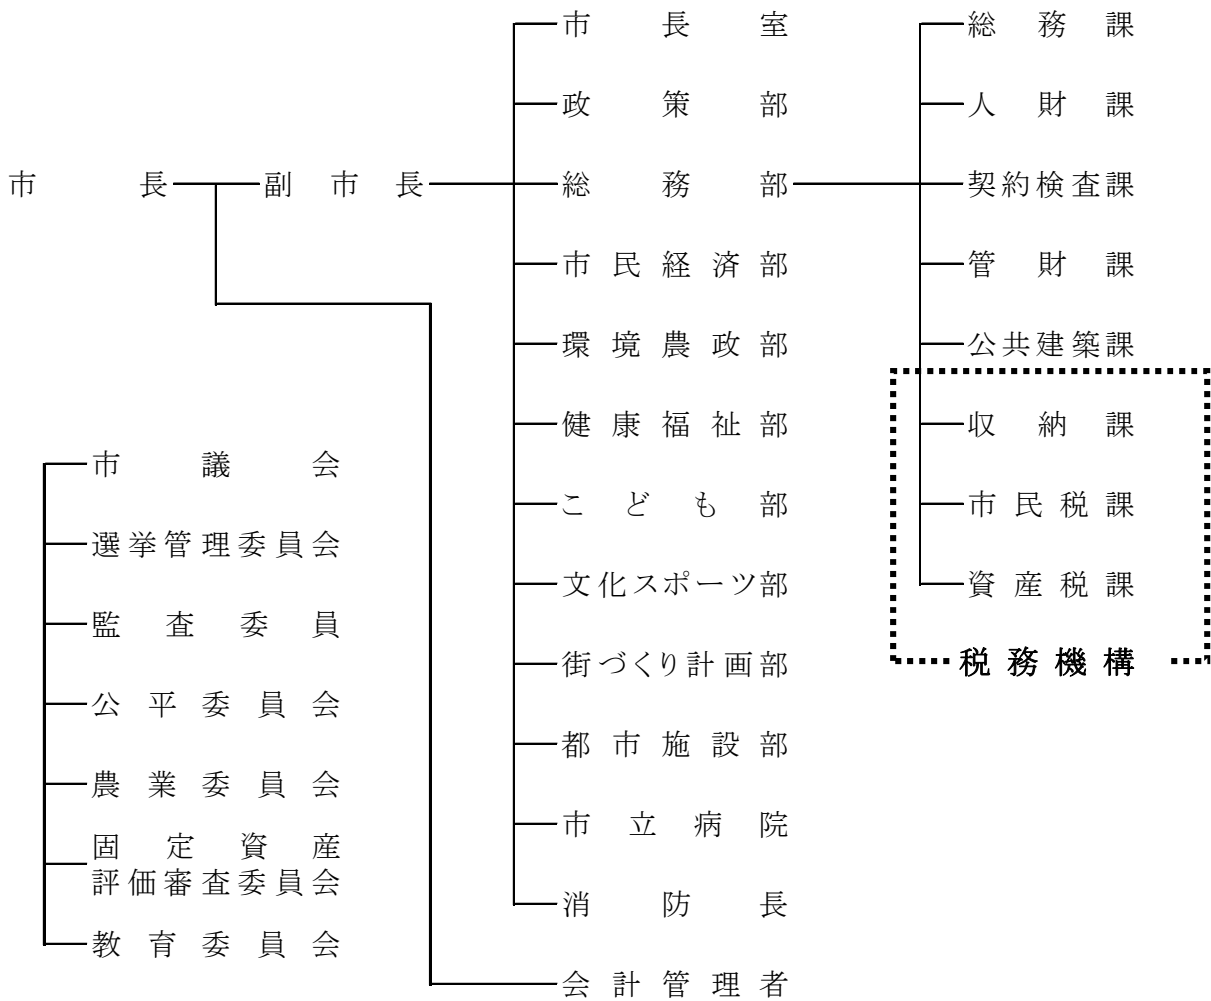 市長
副市長
市長室
政策部
総務部
市民経済部
環境農政部
健康福祉部
こども部
文化スポーツ部
街づくり計画部
都市施設部
市立病院
消防長
会計管理者
総務課
人財課
契約検査課
管財課
公共建築課
収納課
市民税課
資産税課
税務機構
市議会
選挙管理委員会
監査委員
公平委員会
農業委員会
固定資産
評価審査委員会
教育委員会